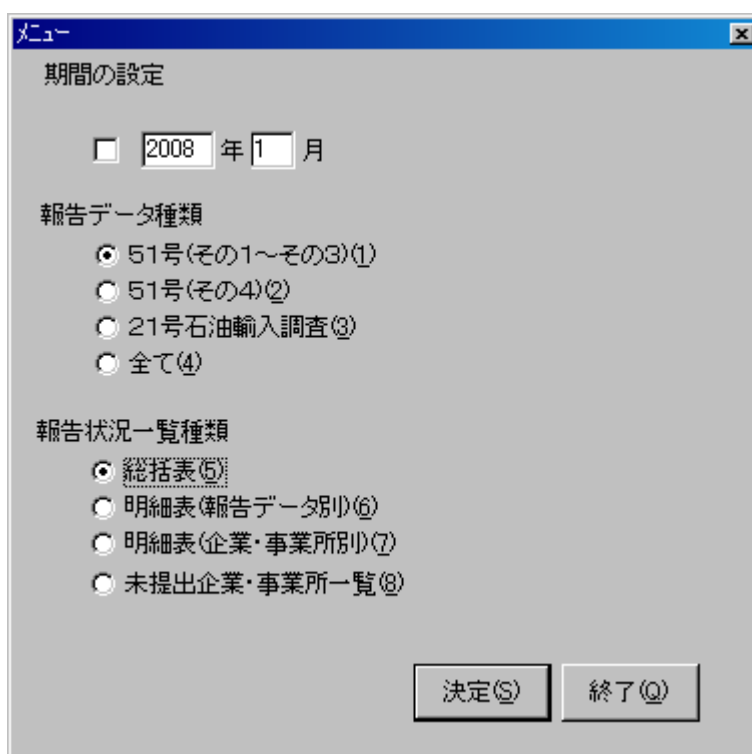 ﾒﾆｭｰ
期間の設定
2008 年 1 月
報告データ種類
51号(その1～その3)(1)
51号(その4)(2)
21号石油輸入調査(3)
全て(4)
報告状況一覧種類
総括表(5)
明細表(報告データ別)(6)
明細表(企業・事業所別)(7)
未提出企業・事業所一覧(8)
決定(S) 終了(Q)